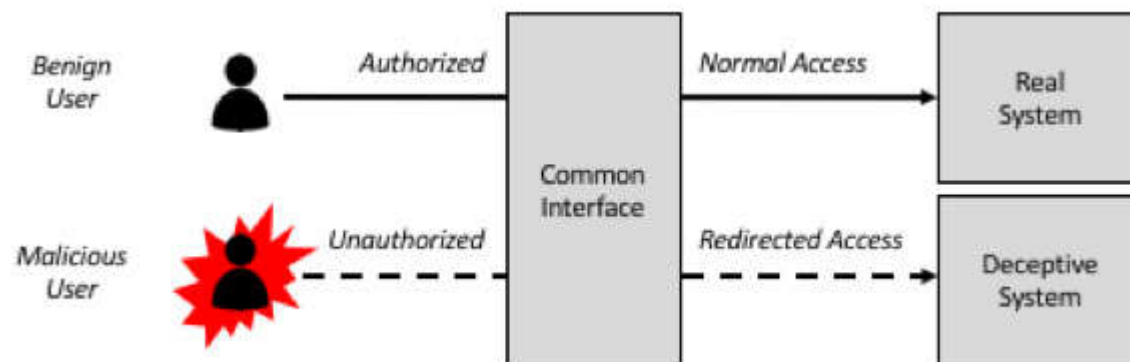 Benign
User
Authorized
Normal Access
Real
System
Common
Interface
Malicious
User
Unauthorized
Redirected Access
Deceptive
System